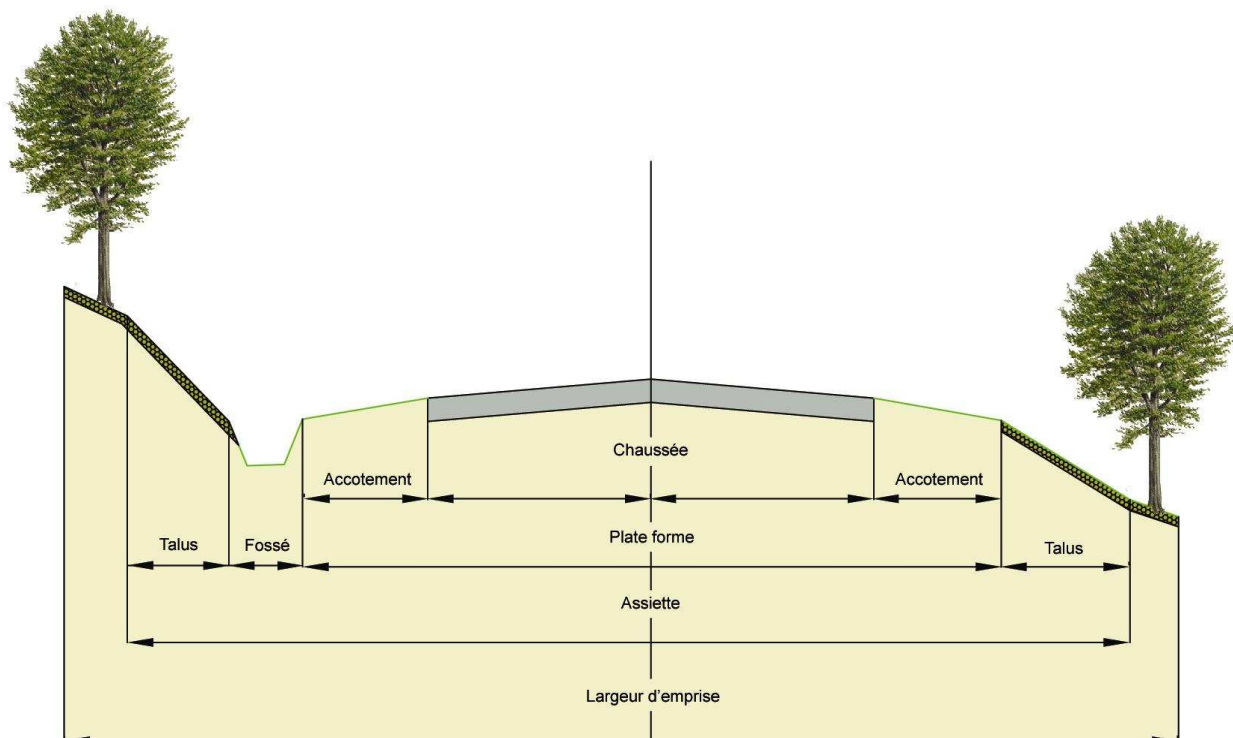 Chaussée
Accotement
Accotement
Plate forme
Talus
Fossé
Talus
Assiette
Largeur d'emprise